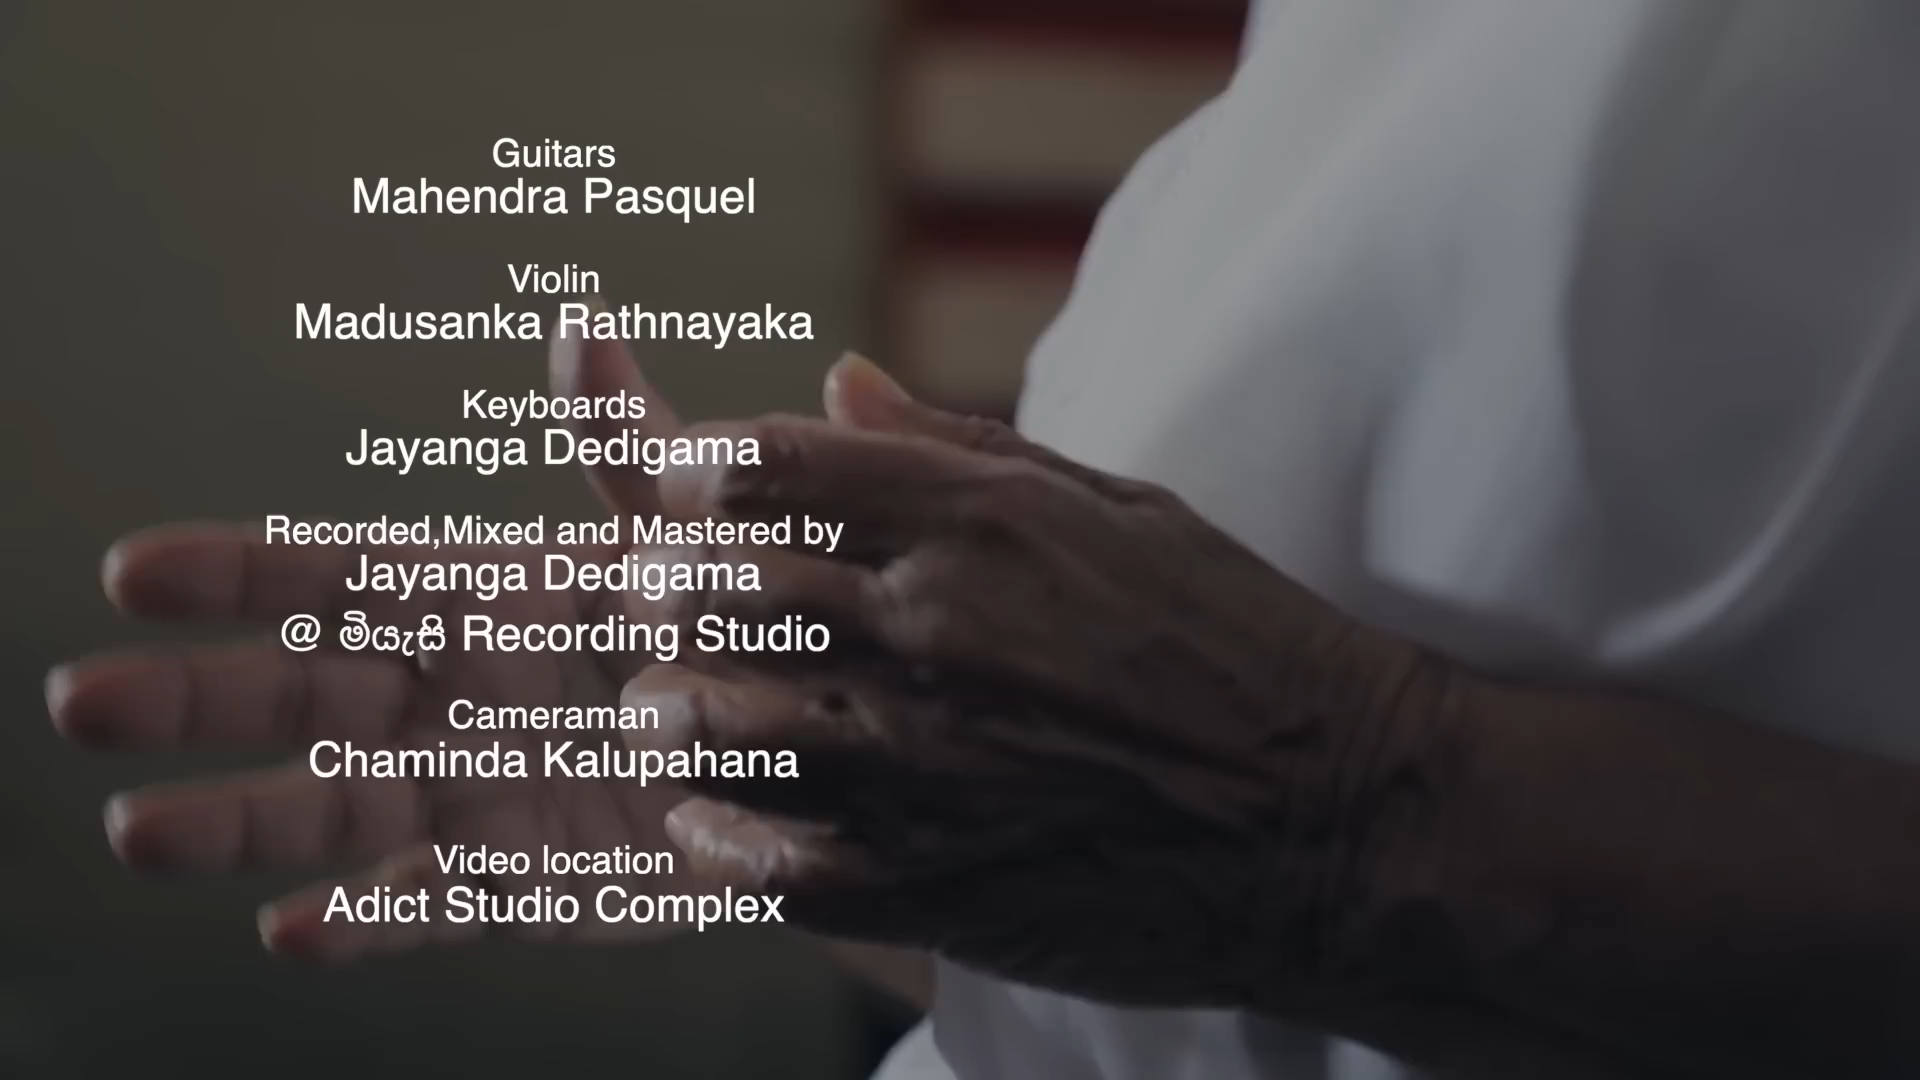 Guitars
Mahendra Pasquel
Violin
Madusanka Rathnayaka
Keyboards
Jayanga Dedigama
Recorded,Mixed and Mastered by
Jayanga Dedigama
@ මියැසි Recording Studio
Cameraman
Chaminda Kalupahana
Video location
Adict Studio Complex